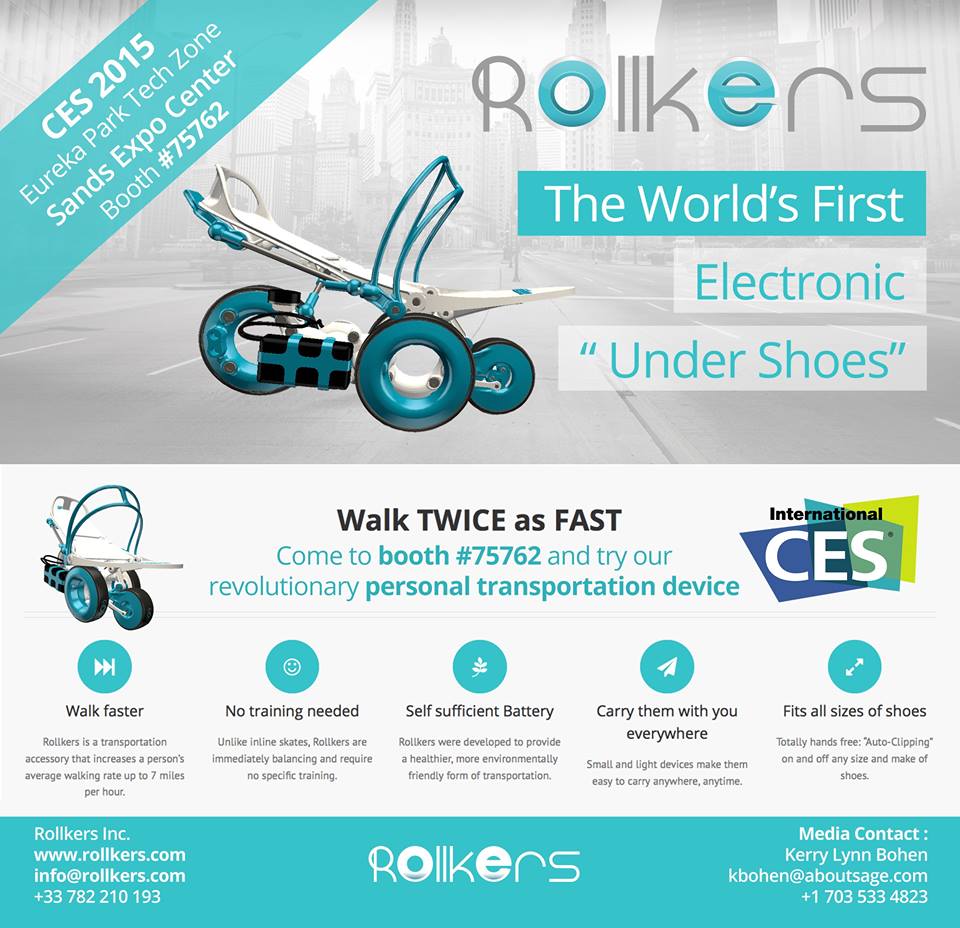 CES 2015
Eureka Park Tech Zone
Sands Expo Center
Booth #75762
Rollkers
The World's First
Electronic
“ Under Shoes”
Walk TWICE as FAST
Come to booth #75762 and try our
revolutionary personal transportation device
International
CES®
Walk faster
Rollkers is a transportation
accessory that increases a person's
average walking rate up to 7 miles
per hour.
No training needed
Unlike inline skates, Rollkers are
immediately balancing and require
no specific training.
Self sufficient Battery
Rollkers were developed to provide
a healthier, more environmentally
friendly form of transportation.
Carry them with you
everywhere
Small and light devices make them
easy to carry anywhere, anytime.
Fits all sizes of shoes
Totally hands free: “Auto-Clipping”
on and off any size and make of
shoes.
Rollkers Inc.
www.rollkers.com
info@rollkers.com
+33 782 210 193
Rollkers
Media Contact :
Kerry Lynn Bohen
kbohen@aboutsage.com
+1 703 533 4823